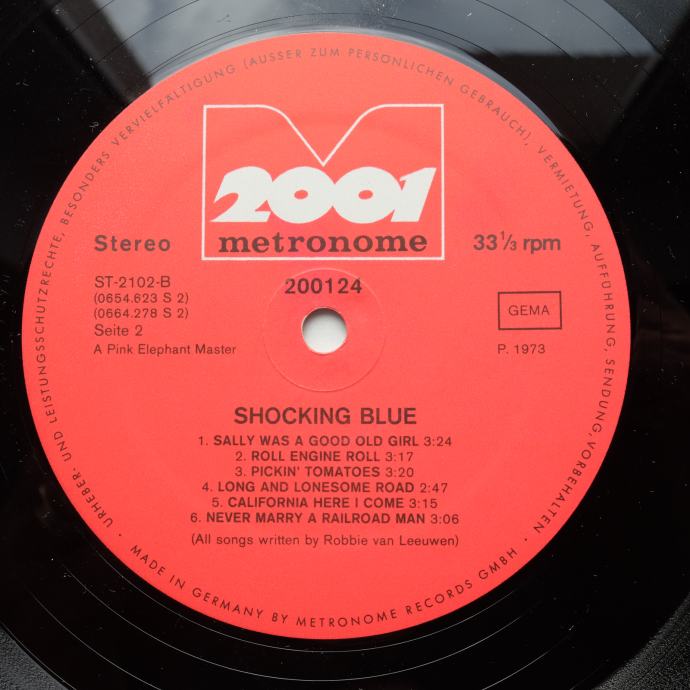 URHEBER- UND LEISTUNGSSCHUTZRECHTE, BESONDERS VERVIELFÄLTIGUNG (AUSSER ZUM PERSÖNLICHEN GEBRAUCH), VERMIETUNG, AUFFÜHRUNG, SENDUNG, VORBEHALTEN ·
2001
metronome
Stereo
33⅓ rpm
ST-2102-B
200124
(0654.623 S 2)
(0664.278 S 2)
GEMA
Seite 2
A Pink Elephant Master
P. 1973
SHOCKING BLUE
1. SALLY WAS A GOOD OLD GIRL 3:24
2. ROLL ENGINE ROLL 3:17
3. PICKIN' TOMATOES 3:20
4. LONG AND LONESOME ROAD 2:47
5. CALIFORNIA HERE I COME 3:15
6. NEVER MARRY A RAILROAD MAN 3:06
(All songs written by Robbie van Leeuwen)
· MADE IN GERMANY BY METRONOME RECORDS GMBH ·